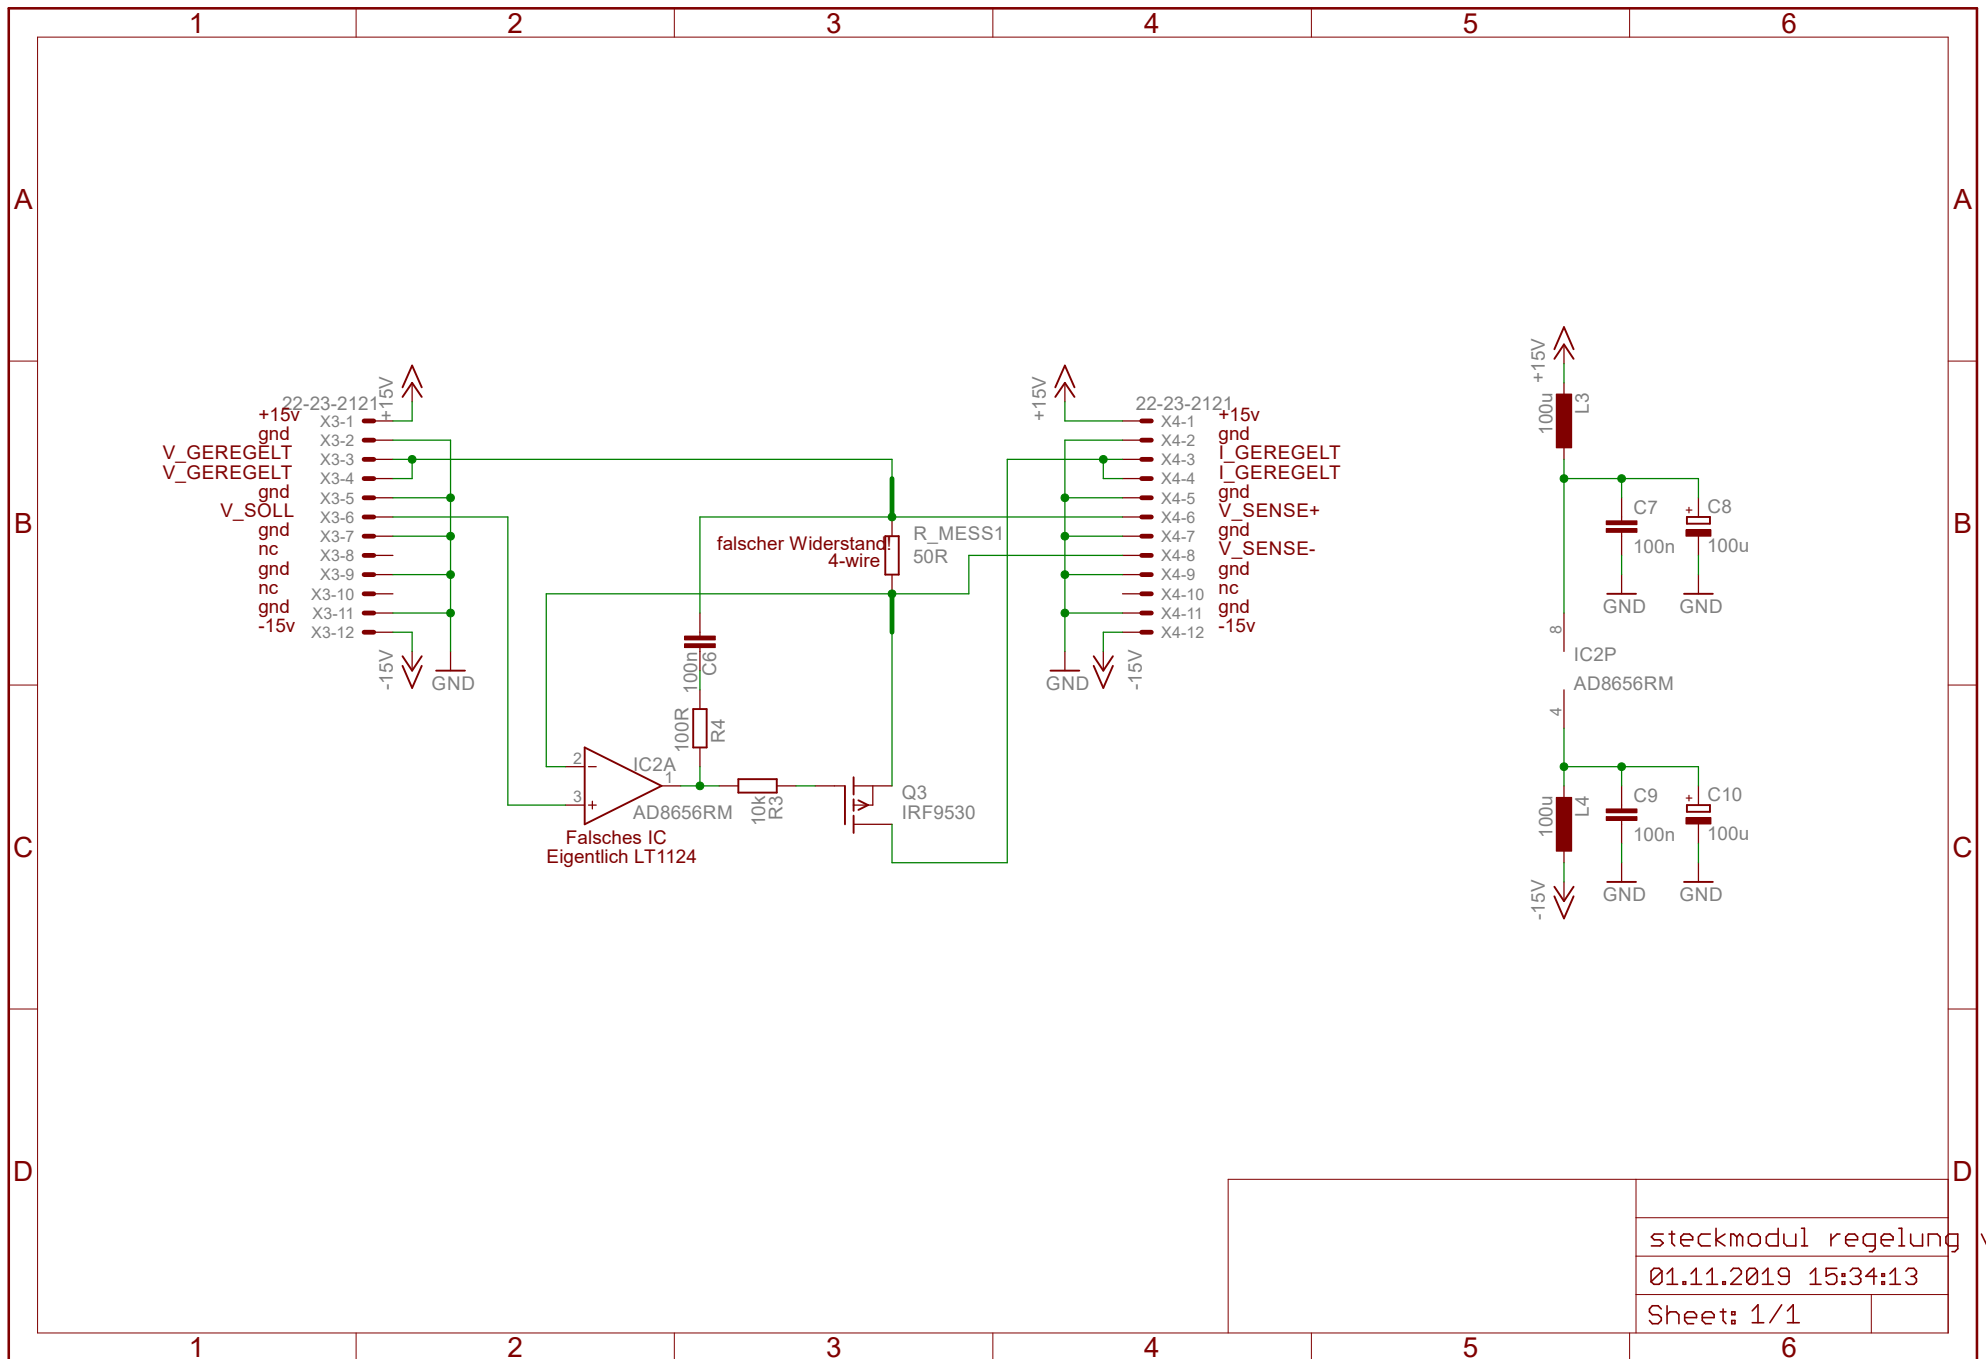 1 2 3 4 5 6
A A
B B
C C
D D
22-23-2121
+15V
+15v X3-1
gnd X3-2
V_GEREGELT X3-3
V_GEREGELT X3-4
gnd X3-5
V_SOLL X3-6
gnd X3-7
nc X3-8
gnd X3-9
nc X3-10
gnd X3-11
-15v X3-12
-15V
GND
falscher Widerstand!
4-wire
R_MESS1
50R
100n
C6
100R
R4
2
3
1
IC2A
AD8656RM
Falsches IC
Eigentlich LT1124
10k
R3
Q3
IRF9530
+15V
22-23-2121
X4-1 +15v
X4-2 gnd
X4-3 I_GEREGELT
X4-4 I_GEREGELT
X4-5 gnd
X4-6 V_SENSE+
X4-7 gnd
X4-8 V_SENSE-
X4-9 gnd
X4-10 nc
X4-11 gnd
X4-12 -15v
GND
-15V
+15V
100u
L3
C7
100n
GND
C8
100u
GND
8
IC2P
AD8656RM
4
100u
L4
-15V
C9
100n
GND
C10
100u
GND
steckmodul regelung
01.11.2019 15:34:13
Sheet: 1/1
1 2 3 4 5 6